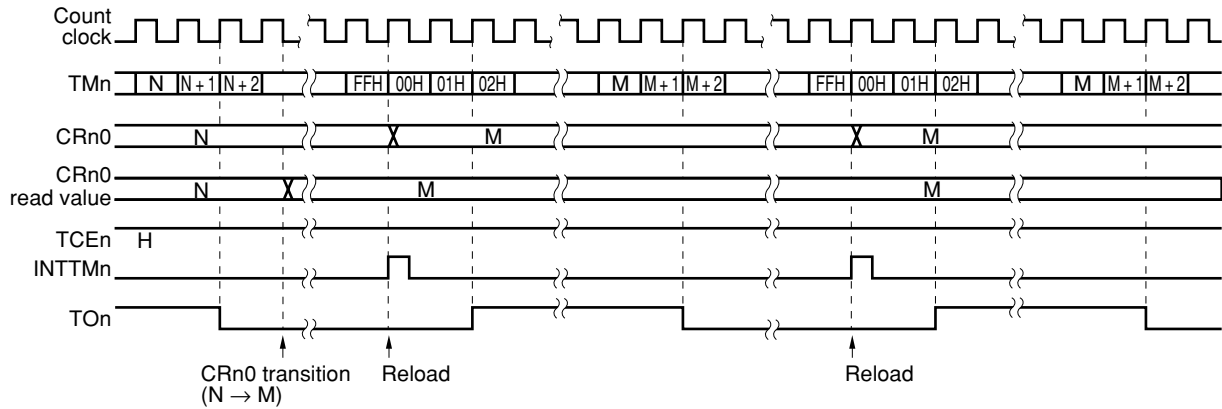 Count
clock
TMn N N + 1 N + 2 FFH 00H 01H 02H M M + 1 M + 2 FFH 00H 01H 02H M M + 1 M + 2
CRn0 N M M
CRn0
read value N M M
TCEn H
INTTMn
TOn
CRn0 transition
(N → M)
Reload
Reload